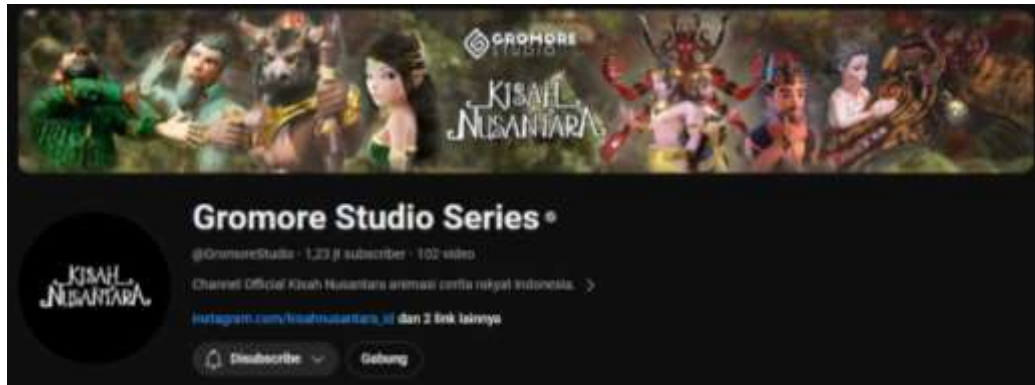 GROMORE
STUDIO
KISAH
NUSANTARA
Gromore Studio Series
@GromoreStudio · 1,23 jt subscriber · 102 video
Channel Official Kisah Nusantara animasi cerita rakyat Indonesia. >
KISAH
NUSANTARA
instagram.com/kisahnusantara_id dan 2 link lainnya
Disubscribe
Gabung